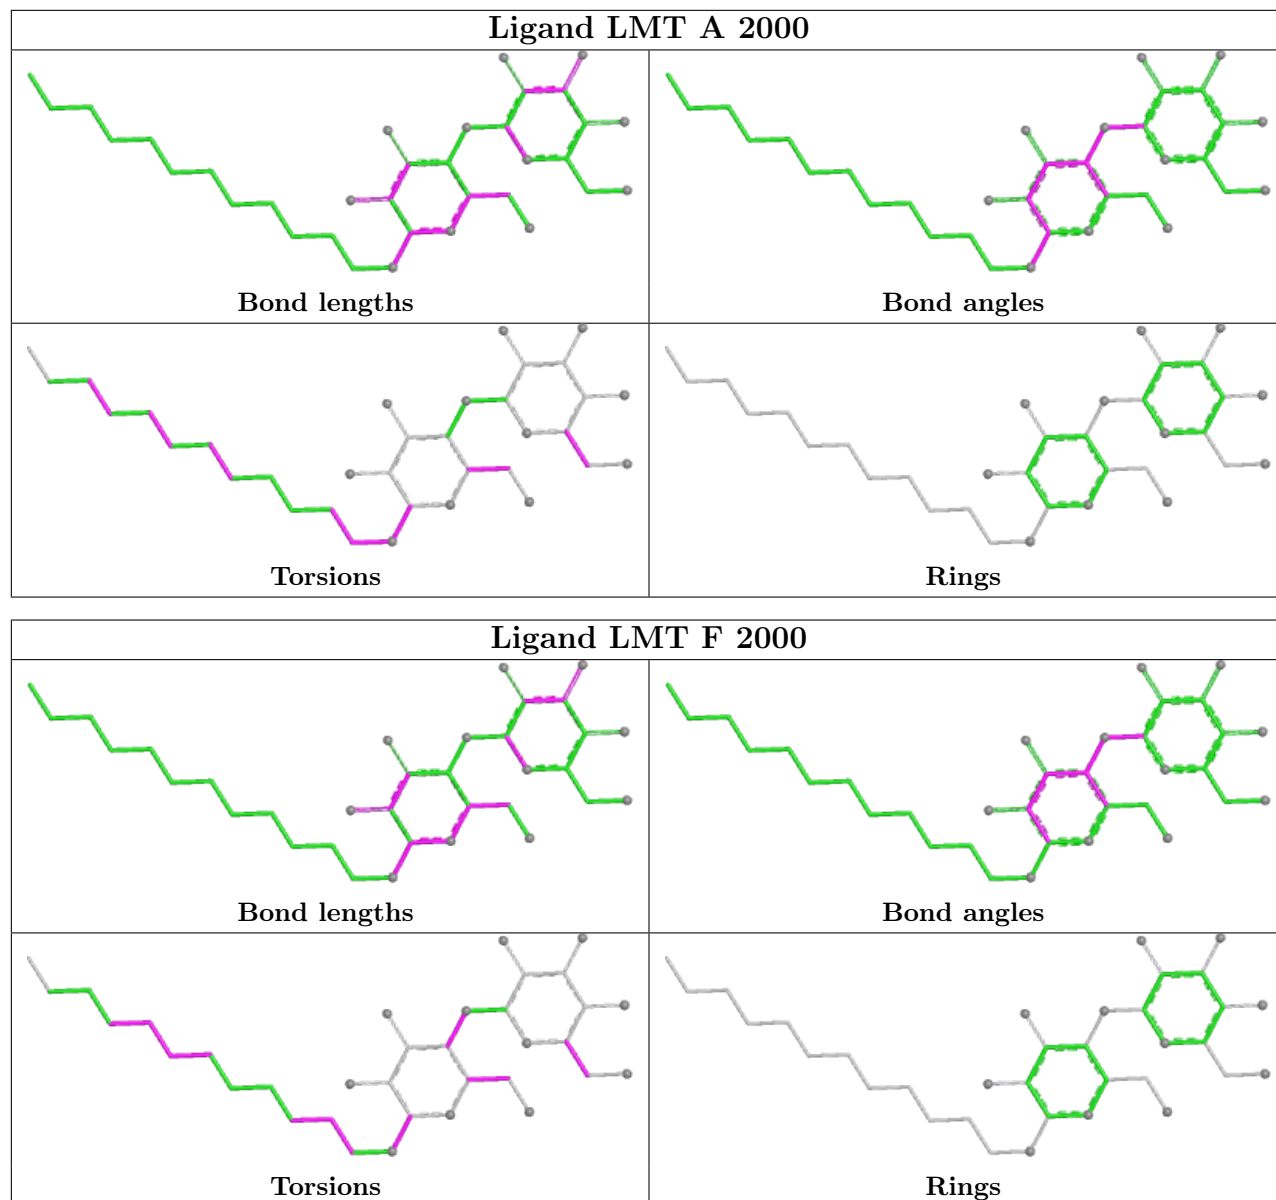 Ligand LMT A 2000
Bond lengths
Bond angles
Torsions
Rings
Ligand LMT F 2000
Bond lengths
Bond angles
Torsions
Rings